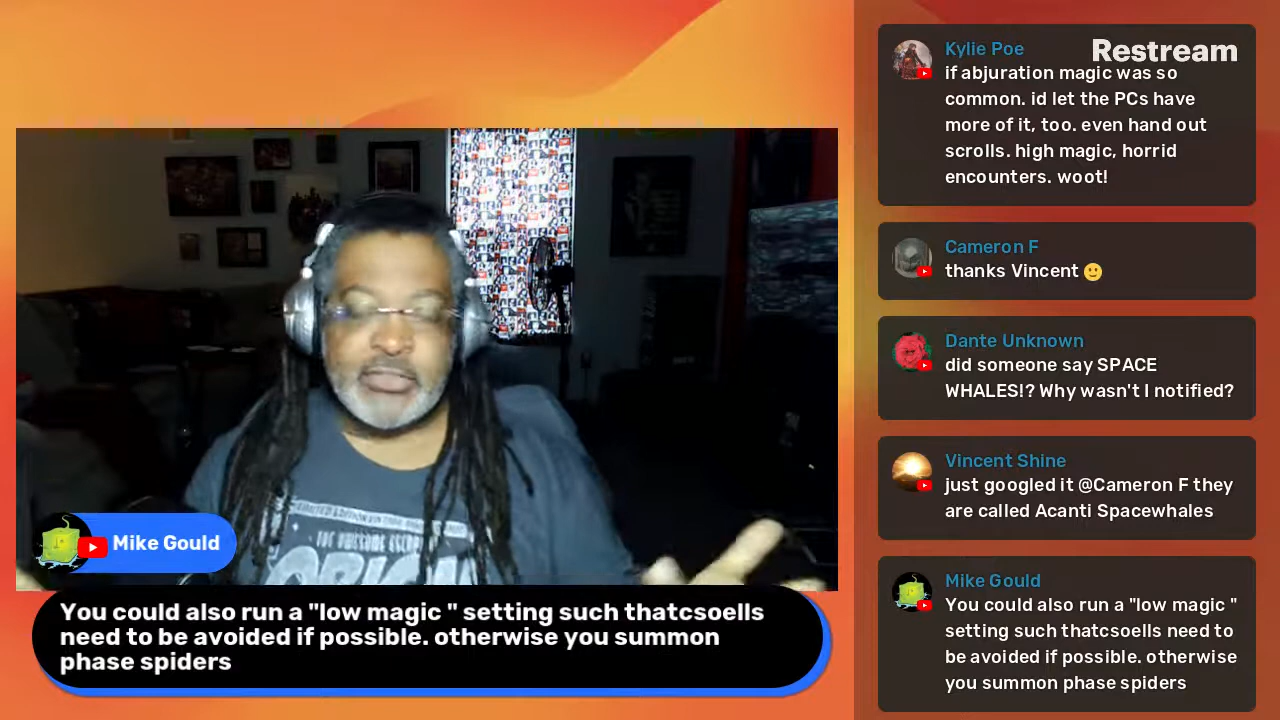 Kylie Poe
Restream
if abjuration magic was so
common. id let the PCs have
more of it, too. even hand out
scrolls. high magic, horrid
encounters. woot!
Cameron F
thanks Vincent 🙂
Dante Unknown
did someone say SPACE
WHALES!? Why wasn't I notified?
Vincent Shine
just googled it @Cameron F they
are called Acanti Spacewhales
Mike Gould
You could also run a "low magic "
setting such thatcsoells need to
be avoided if possible. otherwise
you summon phase spiders
Mike Gould
You could also run a "low magic " setting such thatcsoells
need to be avoided if possible. otherwise you summon
phase spiders